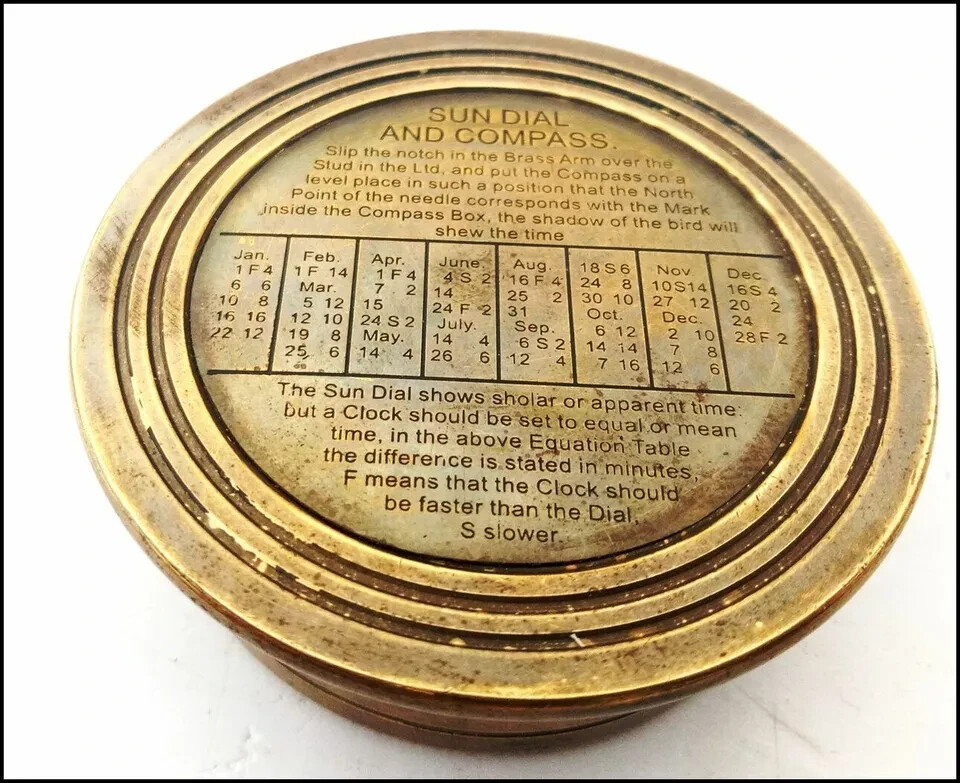 SUN DIAL
AND COMPASS.
Slip the notch in the Brass Arm over the
Stud in the Ltd, and put the Compass on a
level place in such a position that the North
Point of the needle corresponds with the Mark
inside the Compass Box, the shadow of the bird will
shew the time
Jan.
1 F 4
6 6
10 8
16 16
22 12
Feb.
1 F 14
Mar.
5 12
12 10
19 8
25 6
Apr.
1 F 4
7 2
15
24 S 2
May.
14 4
June.
4 S 2
14
24 F 2
July.
14 4
26 6
Aug.
16 F 4
25 2
31
Sep.
6 S 2
12 4
18 S 6
24 8
30 10
Oct.
6 12
14 14
7 16
Nov
10 S 14
27 12
Dec.
2 10
7 8
12 6
Dec.
16 S 4
20 2
24
28 F 2
The Sun Dial shows sholar or apparent time:
but a Clock should be set to equal or mean
time, in the above Equation Table
the difference is stated in minutes,
F means that the Clock should
be faster than the Dial,
S slower.